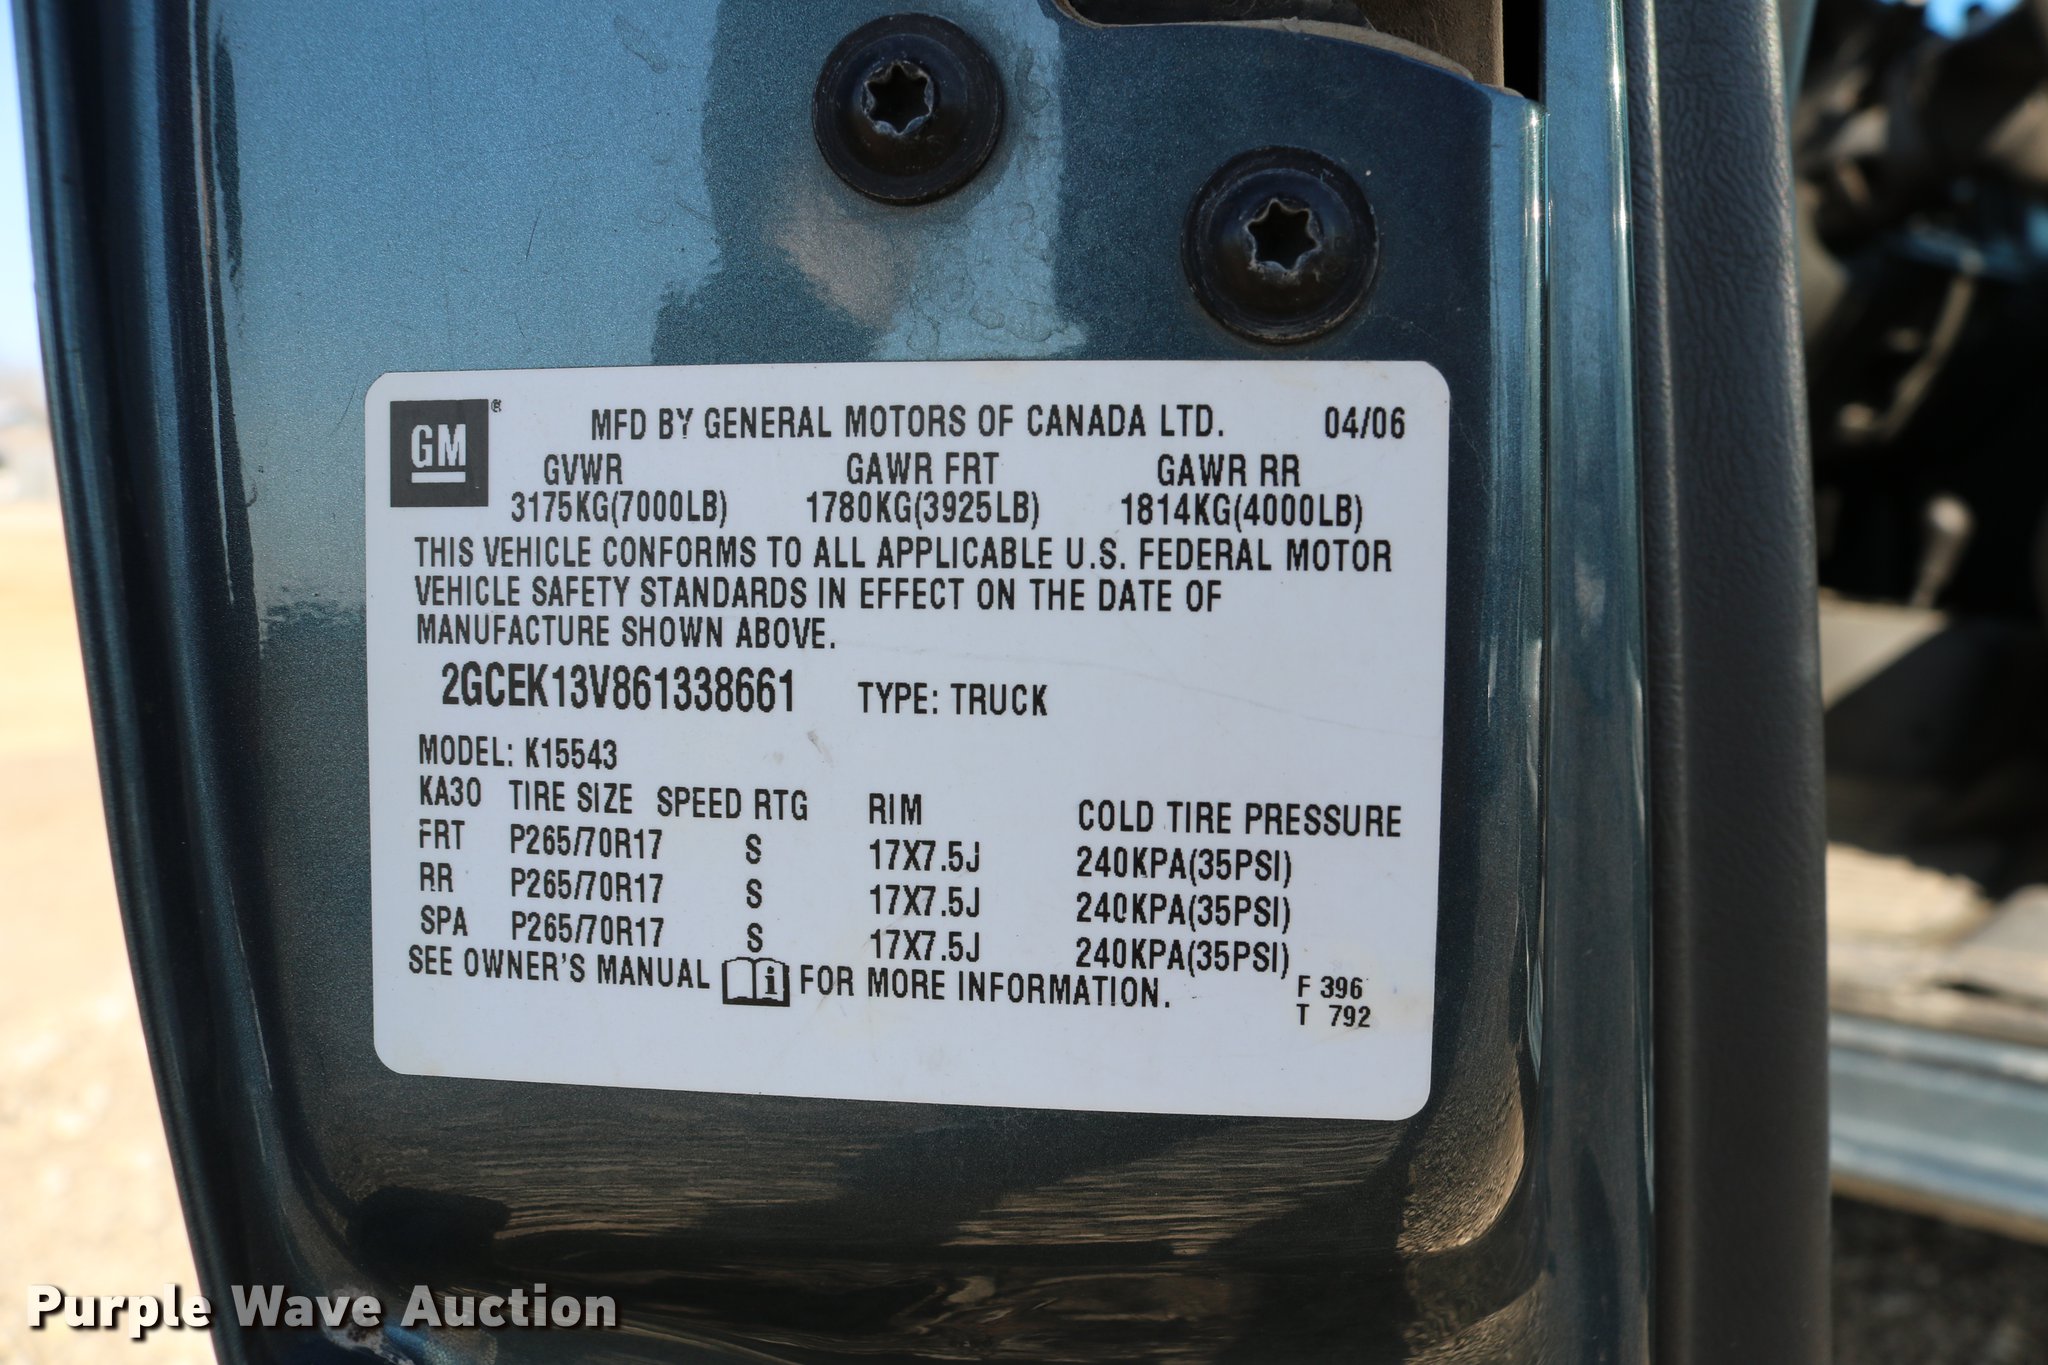 GM®
MFD BY GENERAL MOTORS OF CANADA LTD. 04/06
GVWR GAWR FRT GAWR RR
3175KG(7000LB) 1780KG(3925LB) 1814KG(4000LB)
THIS VEHICLE CONFORMS TO ALL APPLICABLE U.S. FEDERAL MOTOR
VEHICLE SAFETY STANDARDS IN EFFECT ON THE DATE OF
MANUFACTURE SHOWN ABOVE.
2GCEK13V861338661 TYPE: TRUCK
MODEL: K15543
KA30 TIRE SIZE SPEED RTG RIM COLD TIRE PRESSURE
FRT P265/70R17 S 17X7.5J 240KPA(35PSI)
RR P265/70R17 S 17X7.5J 240KPA(35PSI)
SPA P265/70R17 S 17X7.5J 240KPA(35PSI)
SEE OWNER'S MANUAL i FOR MORE INFORMATION.
F 396
T 792
Purple Wave Auction